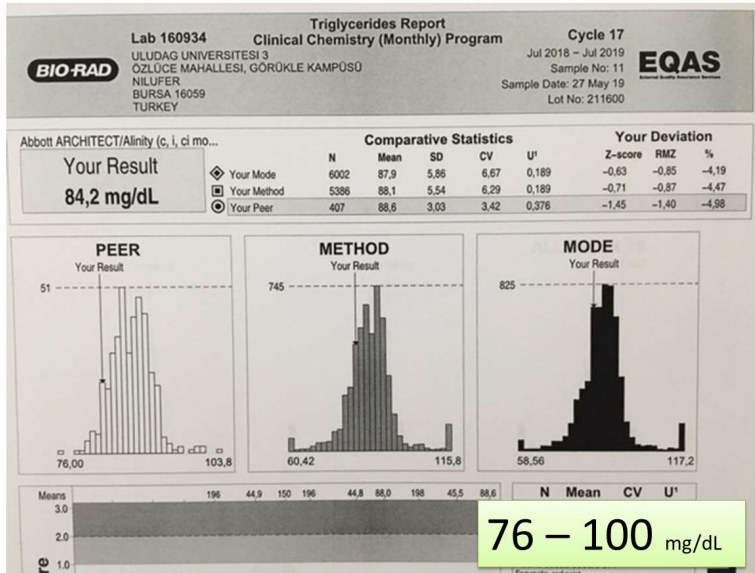 BIO-RAD
Lab 160934
ULUDAG UNIVERSITESI 3
ÖZLÜCE MAHALLESI, GÖRÜKLE KAMPÜSÜ
NILUFER
BURSA 16059
TURKEY
Triglycerides Report
Clinical Chemistry (Monthly) Program
Cycle 17
Jul 2018 – Jul 2019
Sample No: 11
Sample Date: 27 May 19
Lot No: 211600
EQAS
External Quality Assurance Services
Abbott ARCHITECT/Alinity (c, i, ci mo...
Your Result
84,2 mg/dL
Comparative Statistics Your Deviation
N Mean SD CV U¹ Z-score RMZ %
Your Mode 6002 87,9 5,86 6,67 0,189 –0,63 –0,85 –4,19
Your Method 5386 88,1 5,54 6,29 0,189 –0,71 –0,87 –4,47
Your Peer 407 88,6 3,03 3,42 0,376 –1,45 –1,40 –4,98
PEER
Your Result
51
76,00 103,8
METHOD
Your Result
745
60,42 115,8
MODE
Your Result
825
58,56 117,2
Means 196 44,9 150 196 44,8 88,0 198 45,5 88,6
3.0
2.0
1.0
N Mean CV U¹
76 – 100 mg/dL